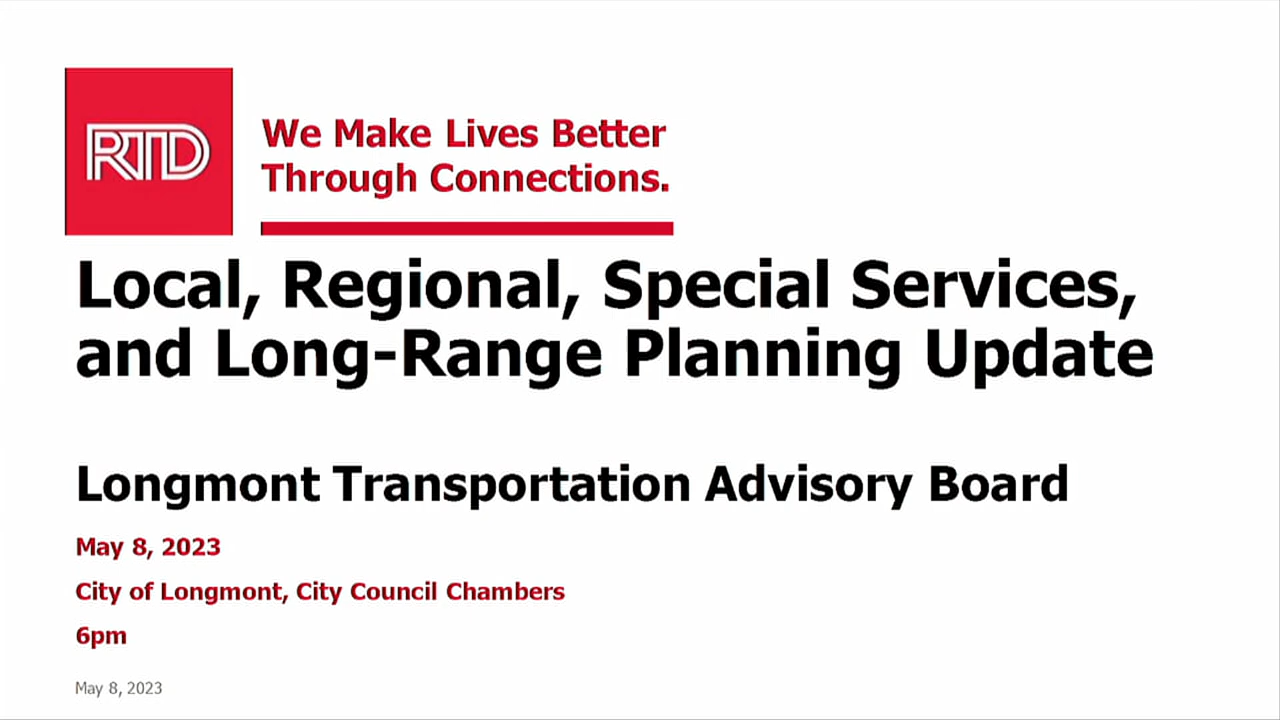 RTD
We Make Lives Better
Through Connections.
Local, Regional, Special Services,
and Long-Range Planning Update
Longmont Transportation Advisory Board
May 8, 2023
City of Longmont, City Council Chambers
6pm
May 8, 2023